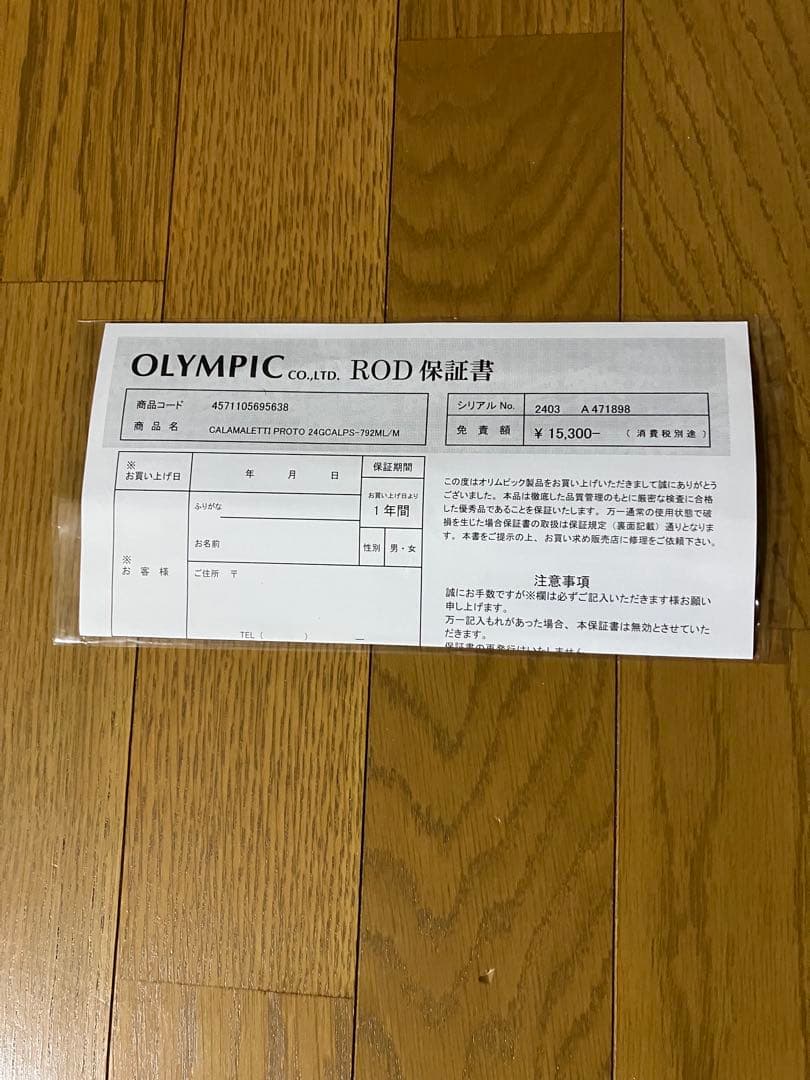 OLYMPIC CO.,LTD. ROD 保証書
商品コード 4571105695638
商品名 CALAMALETTI PROTO 24GCALPS-792ML/M
シリアル No. 2403 A 471898
免責額 ¥ 15,300- (消費税別途)
※
お買い上げ日
年 月 日
保証期間
お買い上げ日より
1年間
※
お客様
ふりがな
お名前
性別 男・女
ご住所 〒
TEL ( ) ー
この度はオリムピック製品をお買い上げいただきまして誠にありがとう
ございました。本品は徹底した品質管理のもとに厳密な検査に合格
した優秀品であることを保証いたします。万一通常の使用状態で破
損を生じた場合保証書の取扱は保証規定(裏面記載)通りとなりま
す。本書をご提示の上、お買い求め販売店に修理をご依頼下さい。
注意事項
誠にお手数ですが※欄は必ずご記入いただきます様お願い
申し上げます。
万一記入もれがあった場合、本保証書は無効とさせていた
だきます。
保証書の再発行はいたしません